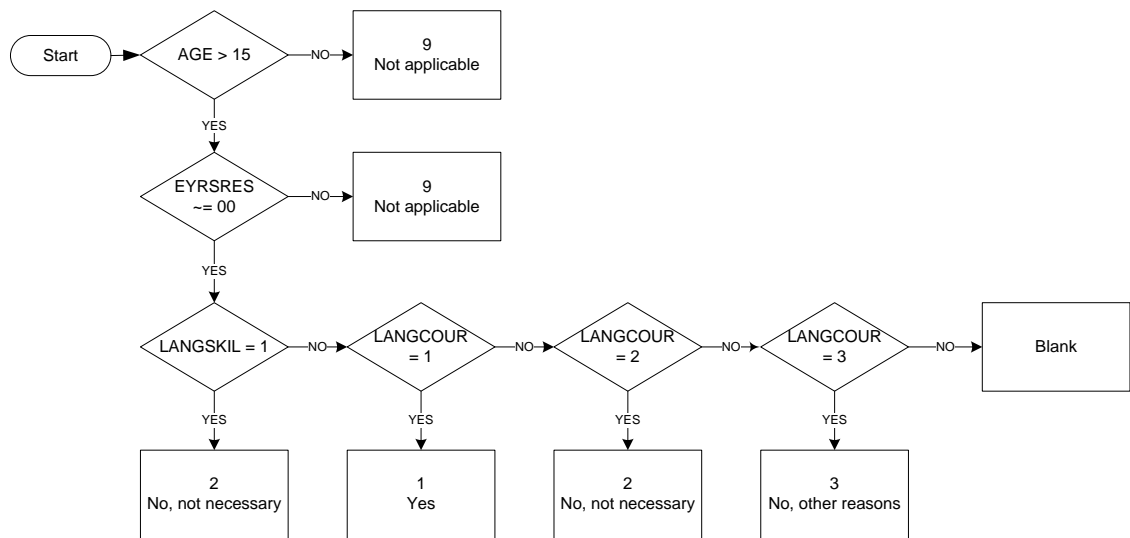 Start
AGE > 15
NO
9
Not applicable
YES
EYRSRES
~= 00
NO
9
Not applicable
YES
LANGSKIL = 1
NO
LANGCOUR
= 1
NO
LANGCOUR
= 2
NO
LANGCOUR
= 3
NO
Blank
YES
YES
YES
YES
2
No, not necessary
1
Yes
2
No, not necessary
3
No, other reasons